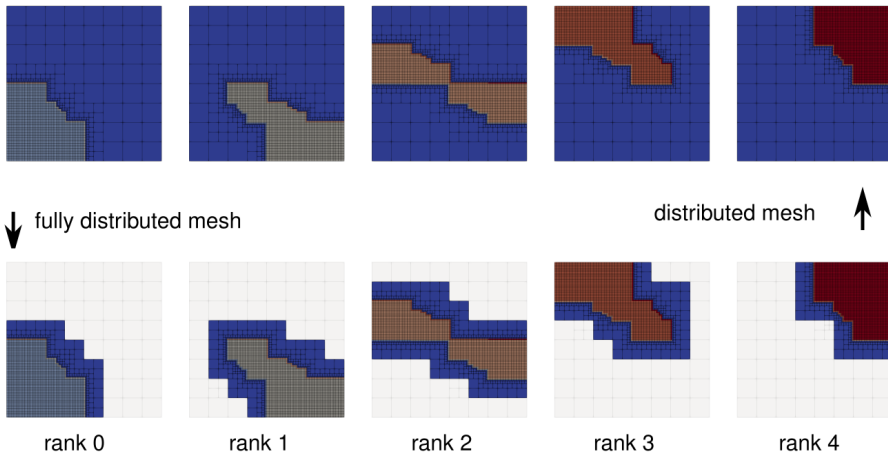 fully distributed mesh
distributed mesh
rank 0
rank 1
rank 2
rank 3
rank 4